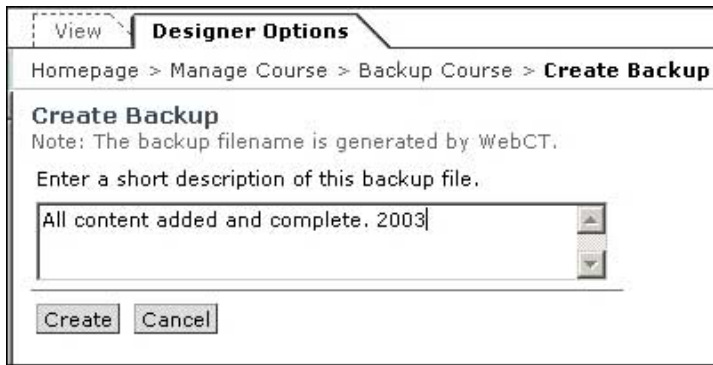 View Designer Options
Homepage > Manage Course > Backup Course > Create Backup
Create Backup
Note: The backup filename is generated by WebCT.
Enter a short description of this backup file.
All content added and complete. 2003
Create Cancel